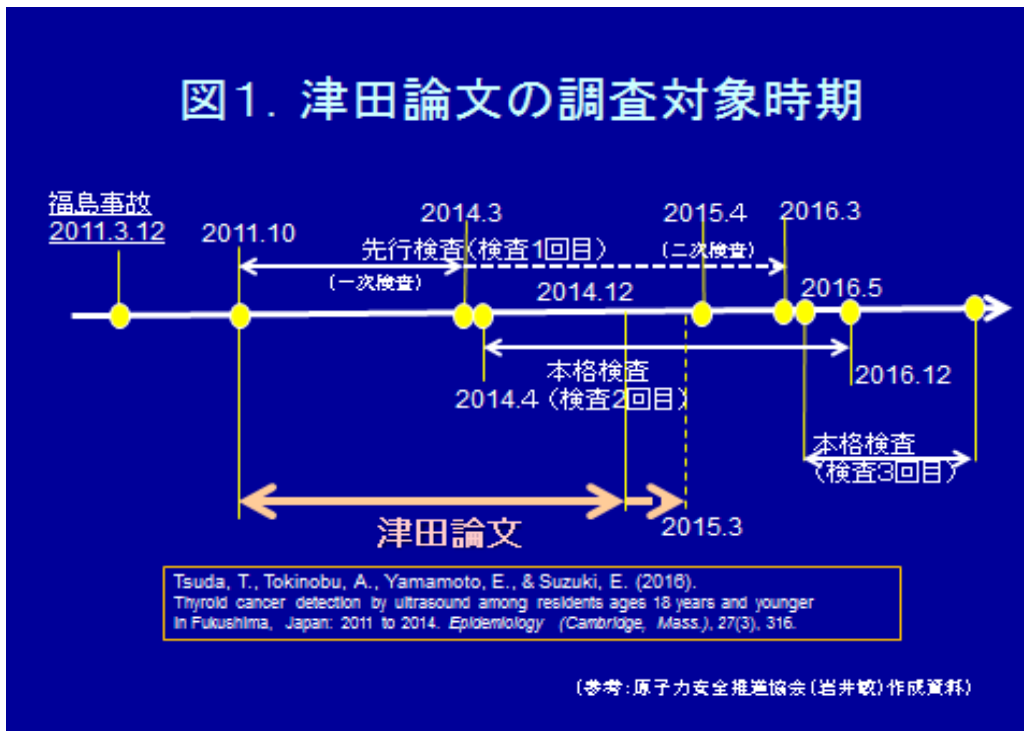 図1. 津田論文の調査対象時期
福島事故
2011.3.12
2011.10
2014.3
2015.4
2016.3
先行検査(検査1回目)
(二次検査)
(一次検査)
2014.12
2016.5
本格検査
2014.4 (検査2回目)
2016.12
本格検査
(検査3回目)
津田論文
2015.3
Tsuda, T., Tokinobu, A., Yamamoto, E., & Suzuki, E. (2016).
Thyroid cancer detection by ultrasound among residents ages 18 years and younger
in Fukushima, Japan: 2011 to 2014. Epidemiology (Cambridge, Mass.), 27(3), 316.
(参考:原子力安全推進協会(岩井敏)作成資料)